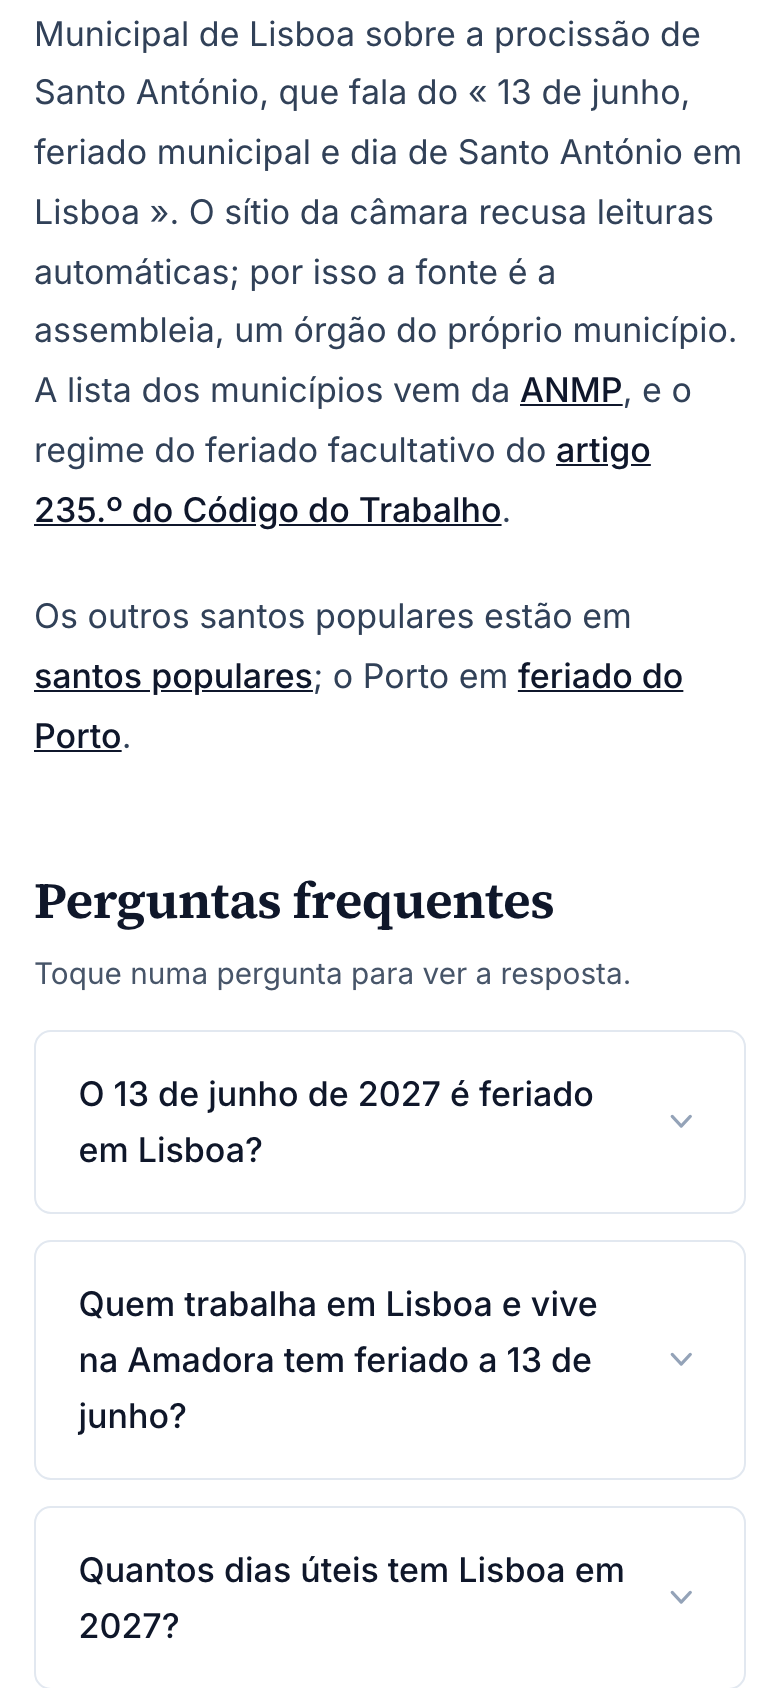 Municipal de Lisboa sobre a procissão de
Santo António, que fala do « 13 de junho,
feriado municipal e dia de Santo António em
Lisboa ». O sítio da câmara recusa leituras
automáticas; por isso a fonte é a
assembleia, um órgão do próprio município.
A lista dos municípios vem da ANMP, e o
regime do feriado facultativo do artigo
235.º do Código do Trabalho.
Os outros santos populares estão em
santos populares; o Porto em feriado do
Porto.
Perguntas frequentes
Toque numa pergunta para ver a resposta.
O 13 de junho de 2027 é feriado
em Lisboa?
Quem trabalha em Lisboa e vive
na Amadora tem feriado a 13 de
junho?
Quantos dias úteis tem Lisboa em
2027?